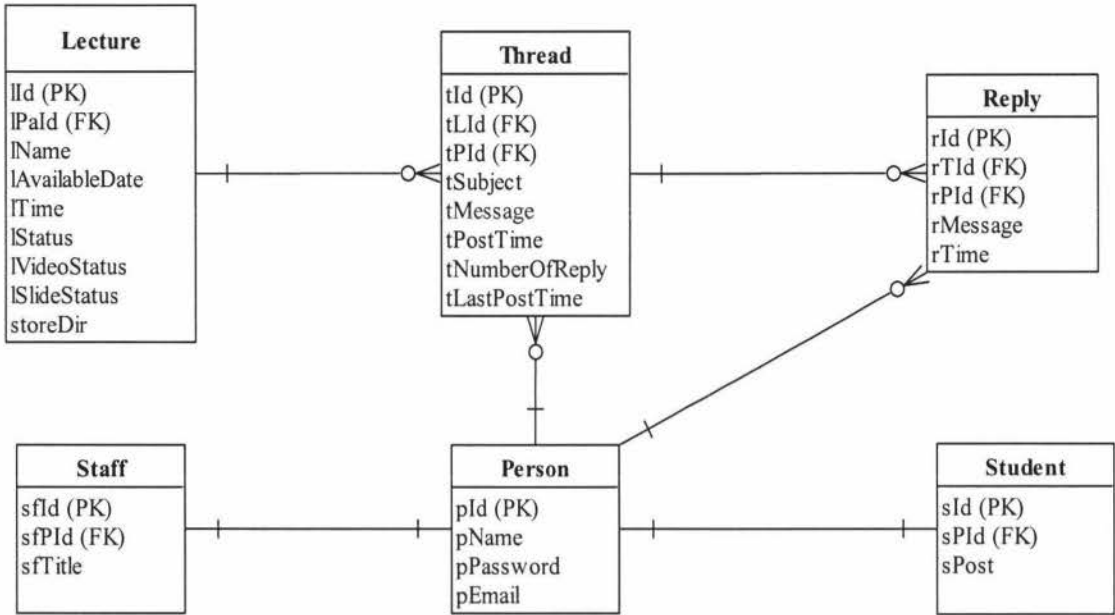 Lecture
lId (PK)
lPaId (FK)
lName
lAvailableDate
lTime
lStatus
lVideoStatus
lSlideStatus
storeDir
Thread
tId (PK)
tLId (FK)
tPId (FK)
tSubject
tMessage
tPostTime
tNumberOfReply
tLastPostTime
Reply
rId (PK)
rTId (FK)
rPId (FK)
rMessage
rTime
Staff
sfId (PK)
sfPId (FK)
sfTitle
Person
pId (PK)
pName
pPassword
pEmail
Student
sId (PK)
sPId (FK)
sPost